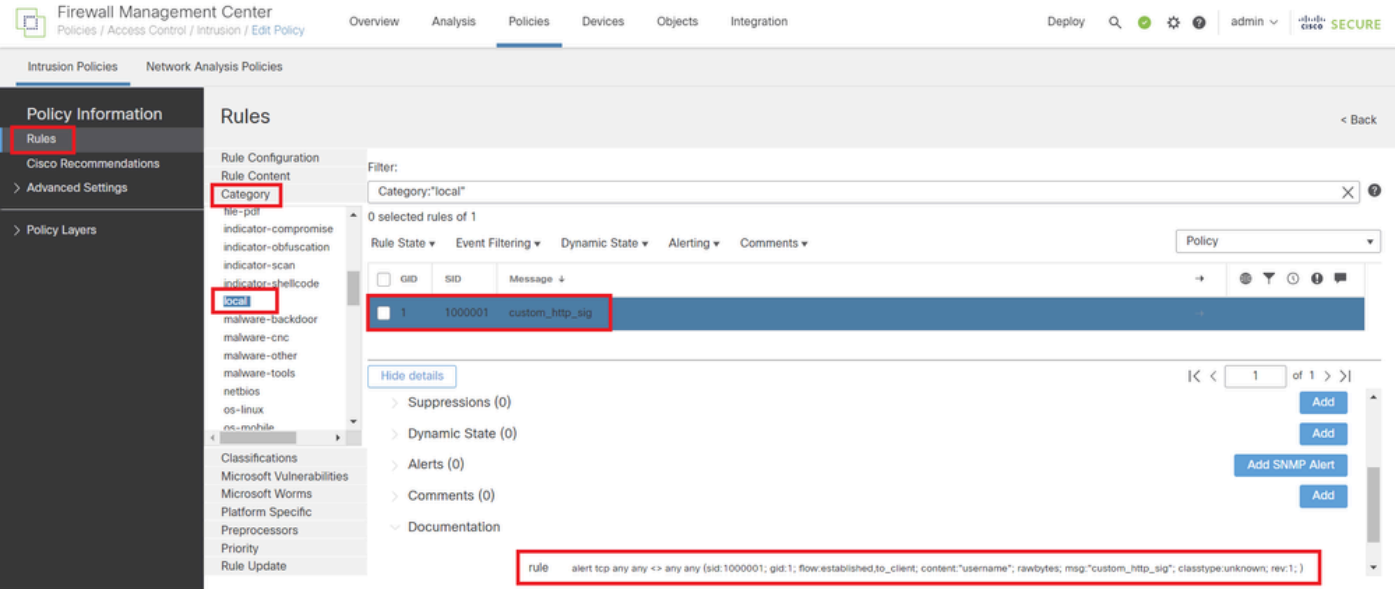 Firewall Management Center
Policies / Access Control / Intrusion / Edit Policy
Overview Analysis Policies Devices Objects Integration
Deploy admin cisco SECURE
Intrusion Policies Network Analysis Policies
Policy Information
Rules
Cisco Recommendations
> Advanced Settings
> Policy Layers
Rules
< Back
Rule Configuration
Rule Content
Category
file-pdf
indicator-compromise
indicator-obfuscation
indicator-scan
indicator-shellcode
local
malware-backdoor
malware-cnc
malware-other
malware-tools
netbios
os-linux
os-mobile
Classifications
Microsoft Vulnerabilities
Microsoft Worms
Platform Specific
Preprocessors
Priority
Rule Update
Filter:
Category:"local"
0 selected rules of 1
Rule State Event Filtering Dynamic State Alerting Comments
Policy
GID SID Message
1 1000001 custom_http_sig
Hide details
1 of 1
Suppressions (0) Add
Dynamic State (0) Add
Alerts (0) Add SNMP Alert
Comments (0) Add
Documentation
rule alert tcp any any <> any any (sid:1000001; gid:1; flow:established,to_client; content:"username"; rawbytes; msg:"custom_http_sig"; classtype:unknown; rev:1; )